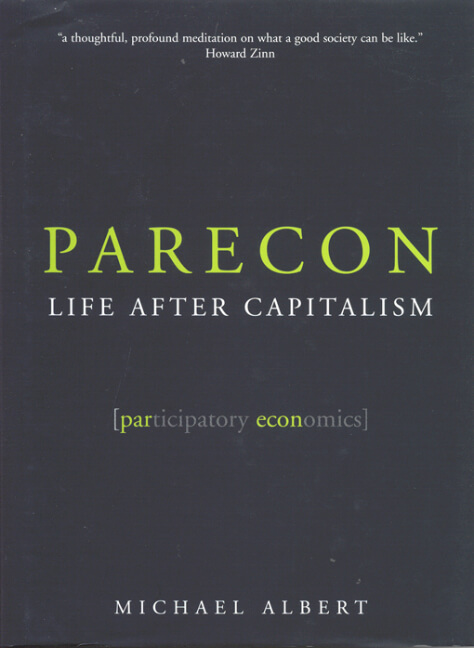 “a thoughtful, profound meditation on what a good society can be like.”
Howard Zinn
PARECON
LIFE AFTER CAPITALISM
[participatory economics]
MICHAEL ALBERT